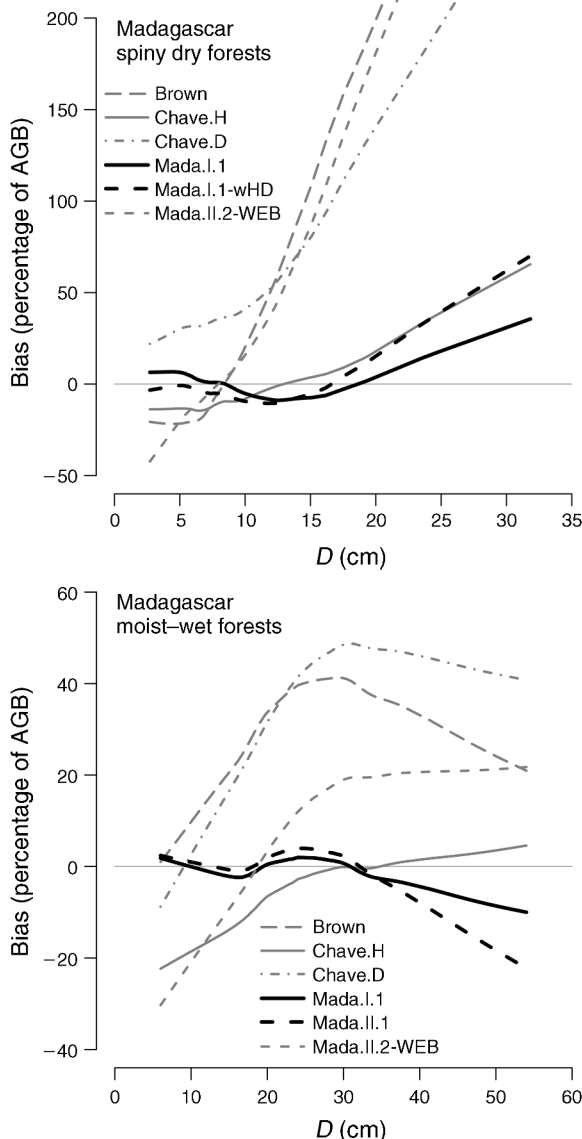 Madagascar
spiny dry forests
Brown
Chave.H
Chave.D
Mada.I.1
Mada.I.1-wHD
Mada.II.2-WEB
Bias (percentage of AGB)
200
150
100
50
0
−50
0 5 10 15 20 25 30 35
D (cm)
Madagascar
moist–wet forests
Bias (percentage of AGB)
60
40
20
0
−20
−40
Brown
Chave.H
Chave.D
Mada.I.1
Mada.II.1
Mada.II.2-WEB
0 10 20 30 40 50 60
D (cm)